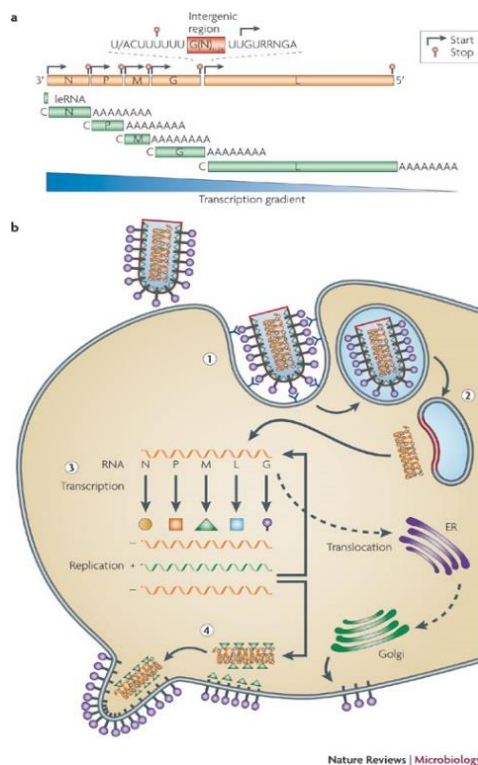 a
Intergenic
region
U/ACUUUUUU G(N) UUGURRNGA
Start
Stop
3' N P M G L 5'
leRNA
C N AAAAAAAA
C P AAAAAAAA
C M AAAAAAAA
C G AAAAAAAA
C L AAAAAAAA
Transcription gradient
b
1
2
3
RNA N P M L G
Transcription
ER
Translocation
–
Replication +
–
4
Golgi
Nature Reviews | Microbiology